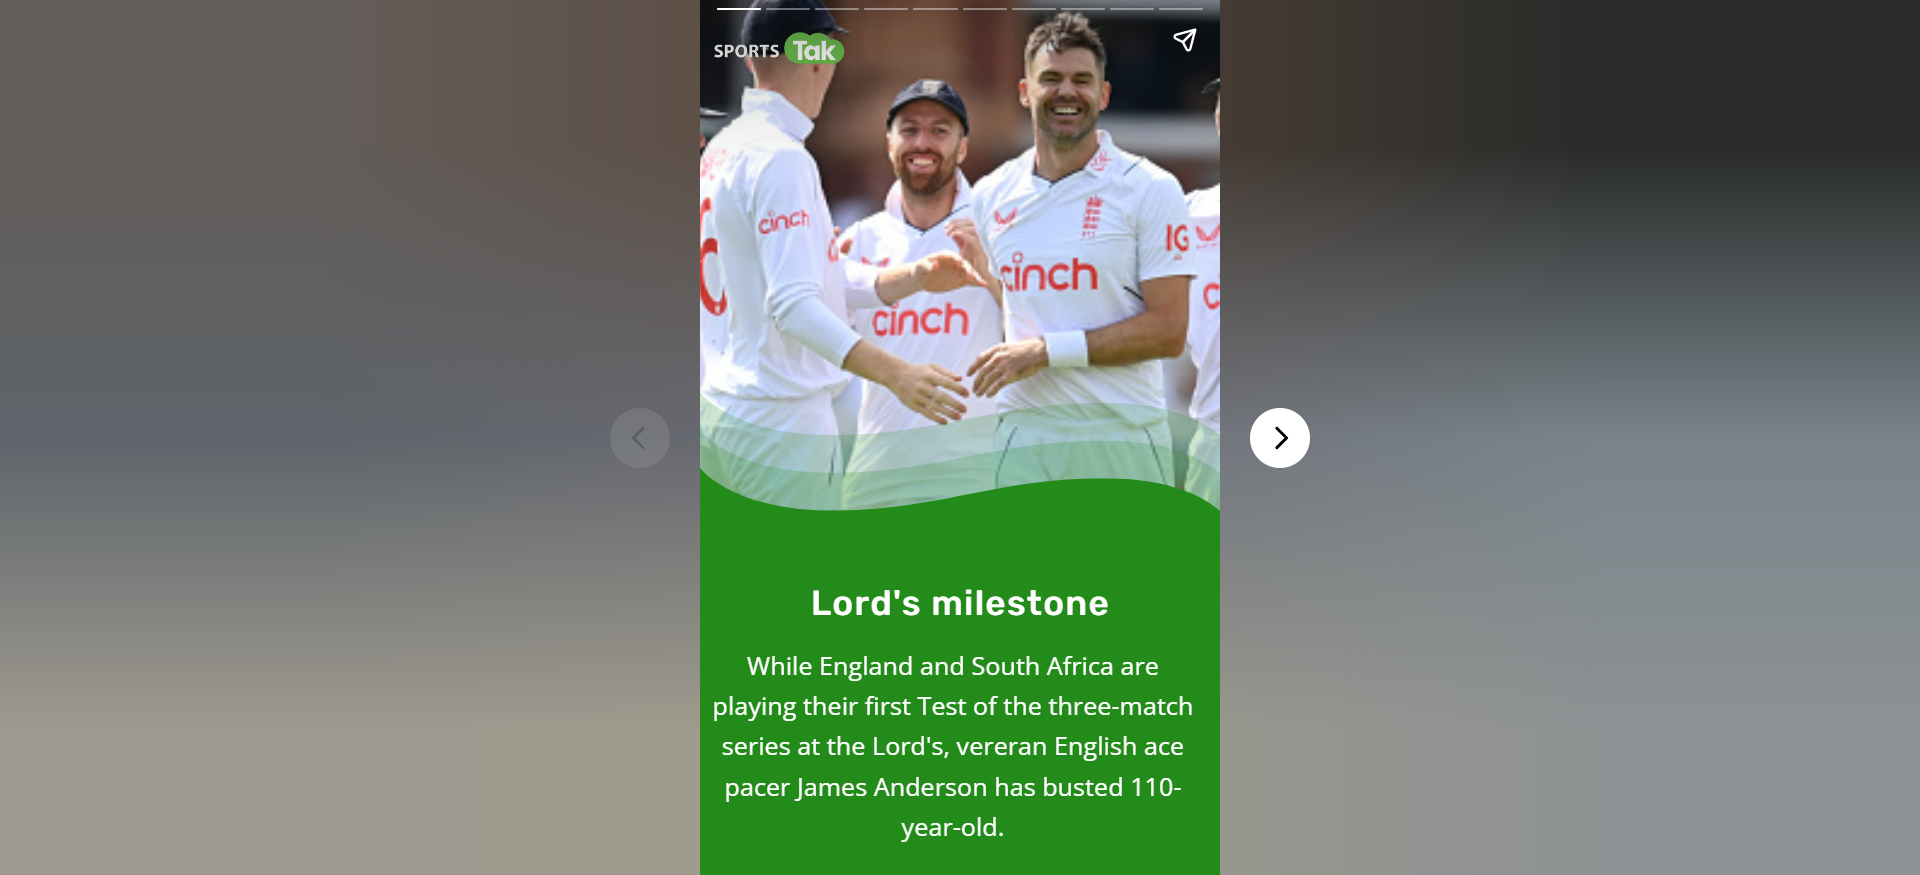 SPORTS Tak
cinch
cinch
cinch
IG
Lord's milestone
While England and South Africa are
playing their first Test of the three-match
series at the Lord's, vereran English ace
pacer James Anderson has busted 110-
year-old.